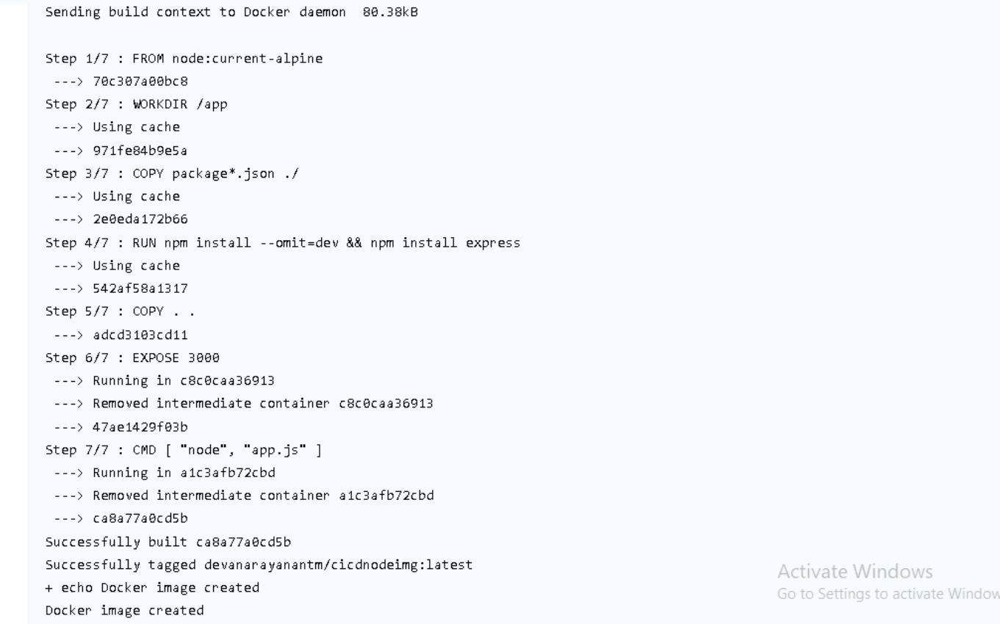 Sending build context to Docker daemon  80.38kB
Step 1/7 : FROM node:current-alpine
 ---> 70c307a00bc8
Step 2/7 : WORKDIR /app
 ---> Using cache
 ---> 971fe84b9e5a
Step 3/7 : COPY package*.json ./
 ---> Using cache
 ---> 2e0eda172b66
Step 4/7 : RUN npm install --omit=dev && npm install express
 ---> Using cache
 ---> 542af58a1317
Step 5/7 : COPY . .
 ---> adcd3103cd11
Step 6/7 : EXPOSE 3000
 ---> Running in c8c0caa36913
 ---> Removed intermediate container c8c0caa36913
 ---> 47ae1429f03b
Step 7/7 : CMD [ "node", "app.js" ]
 ---> Running in a1c3afb72cbd
 ---> Removed intermediate container a1c3afb72cbd
 ---> ca8a77a0cd5b
Successfully built ca8a77a0cd5b
Successfully tagged devanarayanantm/cicdnodeimg:latest
+ echo Docker image created
Docker image created
Activate Windows
Go to Settings to activate Window